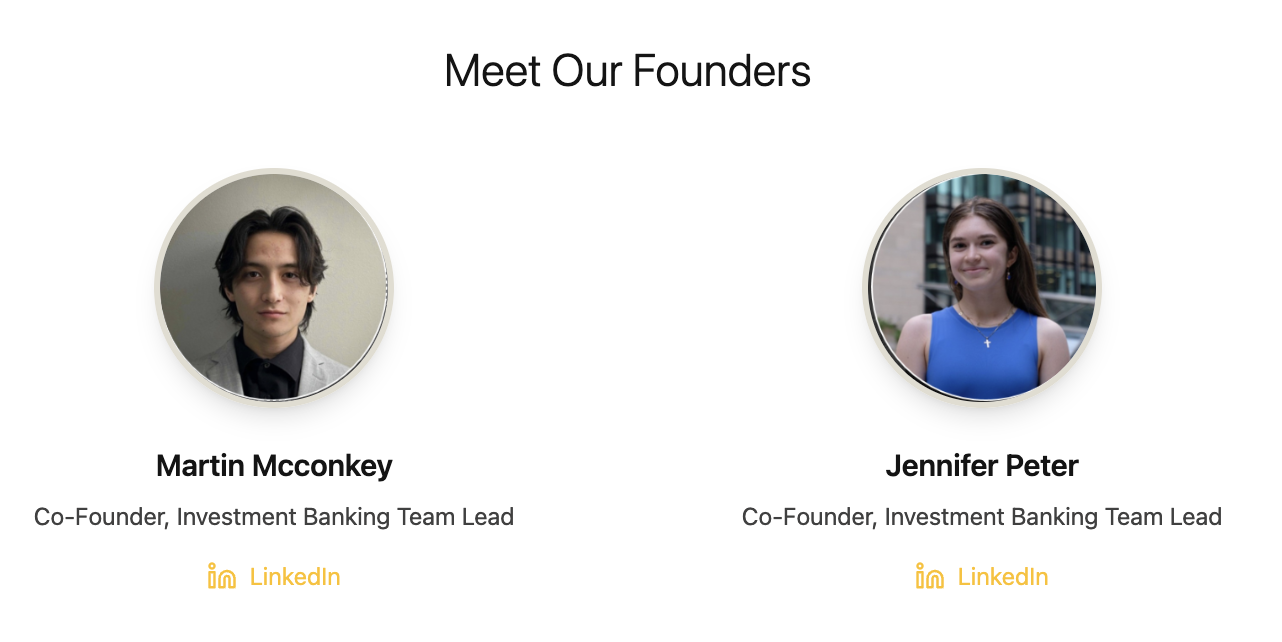 Meet Our Founders
Martin Mcconkey
Co-Founder, Investment Banking Team Lead
LinkedIn
Jennifer Peter
Co-Founder, Investment Banking Team Lead
LinkedIn